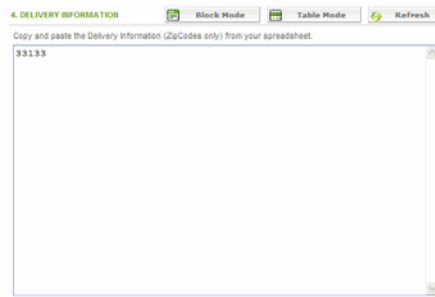 4. DELIVERY INFORMATION Block Mode Table Mode Refresh
Copy and paste the Delivery Information (ZipCodes only) from your spreadsheet.
33133